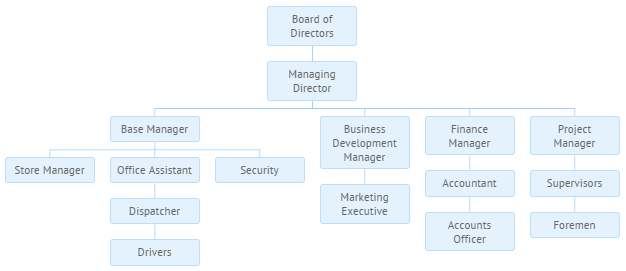 Board of
Directors
Managing
Director
Base Manager
Business
Development
Manager
Finance
Manager
Project
Manager
Store Manager
Office Assistant
Security
Marketing
Executive
Accountant
Supervisors
Dispatcher
Accounts
Officer
Foremen
Drivers